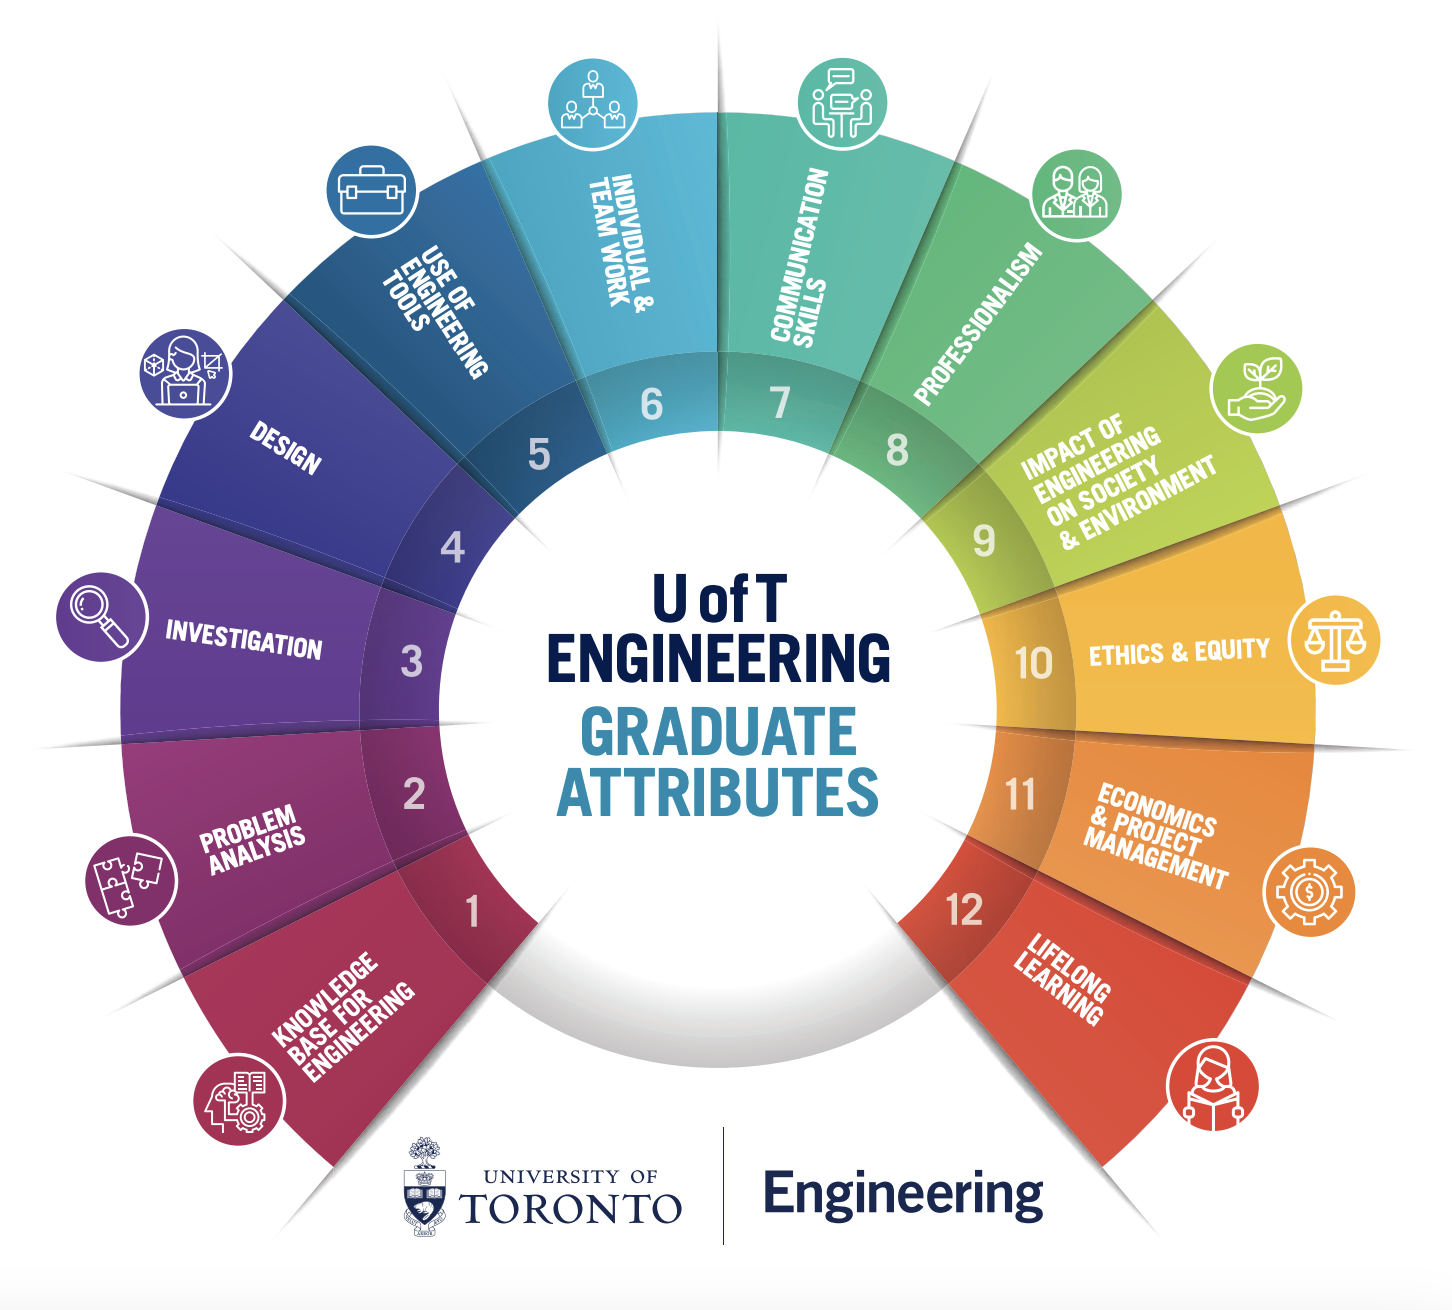 U of T
ENGINEERING
GRADUATE
ATTRIBUTES
1
KNOWLEDGE
BASE FOR
ENGINEERING
2
PROBLEM
ANALYSIS
3
INVESTIGATION
4
DESIGN
5
USE OF
ENGINEERING
TOOLS
6
INDIVIDUAL &
TEAM WORK
7
COMMUNICATION
SKILLS
8
PROFESSIONALISM
9
IMPACT OF
ENGINEERING
ON SOCIETY
& ENVIRONMENT
10
ETHICS & EQUITY
11
ECONOMICS
& PROJECT
MANAGEMENT
$
12
LIFELONG
LEARNING
UNIVERSITY OF
TORONTO
Engineering